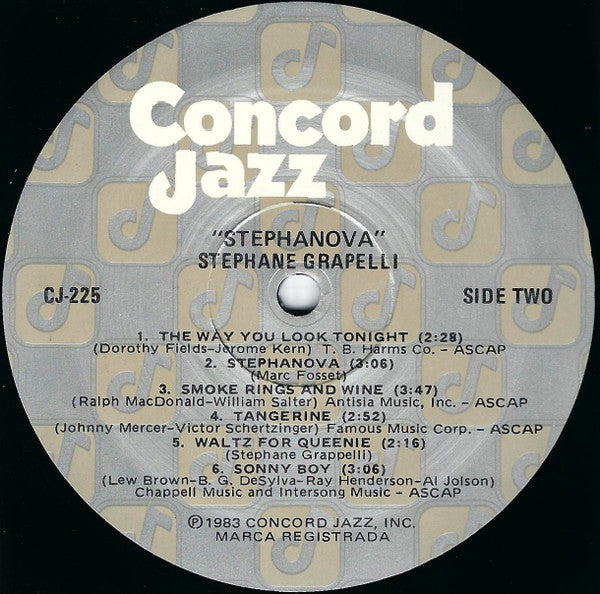 Concord
Jazz
"STEPHANOVA"
STEPHANE GRAPELLI
CJ-225
SIDE TWO
1. THE WAY YOU LOOK TONIGHT (2:28)
(Dorothy Fields-Jerome Kern) T. B. Harms Co. – ASCAP
2. STEPHANOVA (3:06)
(Marc Fosset)
3. SMOKE RINGS AND WINE (3:47)
(Ralph MacDonald-William Salter) Antisia Music, Inc. – ASCAP
4. TANGERINE (2:52)
(Johnny Mercer-Victor Schertzinger) Famous Music Corp. – ASCAP
5. WALTZ FOR QUEENIE (2:16)
(Stephane Grappelli)
6. SONNY BOY (3:06)
(Lew Brown-B. G. DeSylva-Ray Henderson-Al Jolson)
Chappell Music and Intersong Music – ASCAP
℗1983 CONCORD JAZZ, INC.
MARCA REGISTRADA